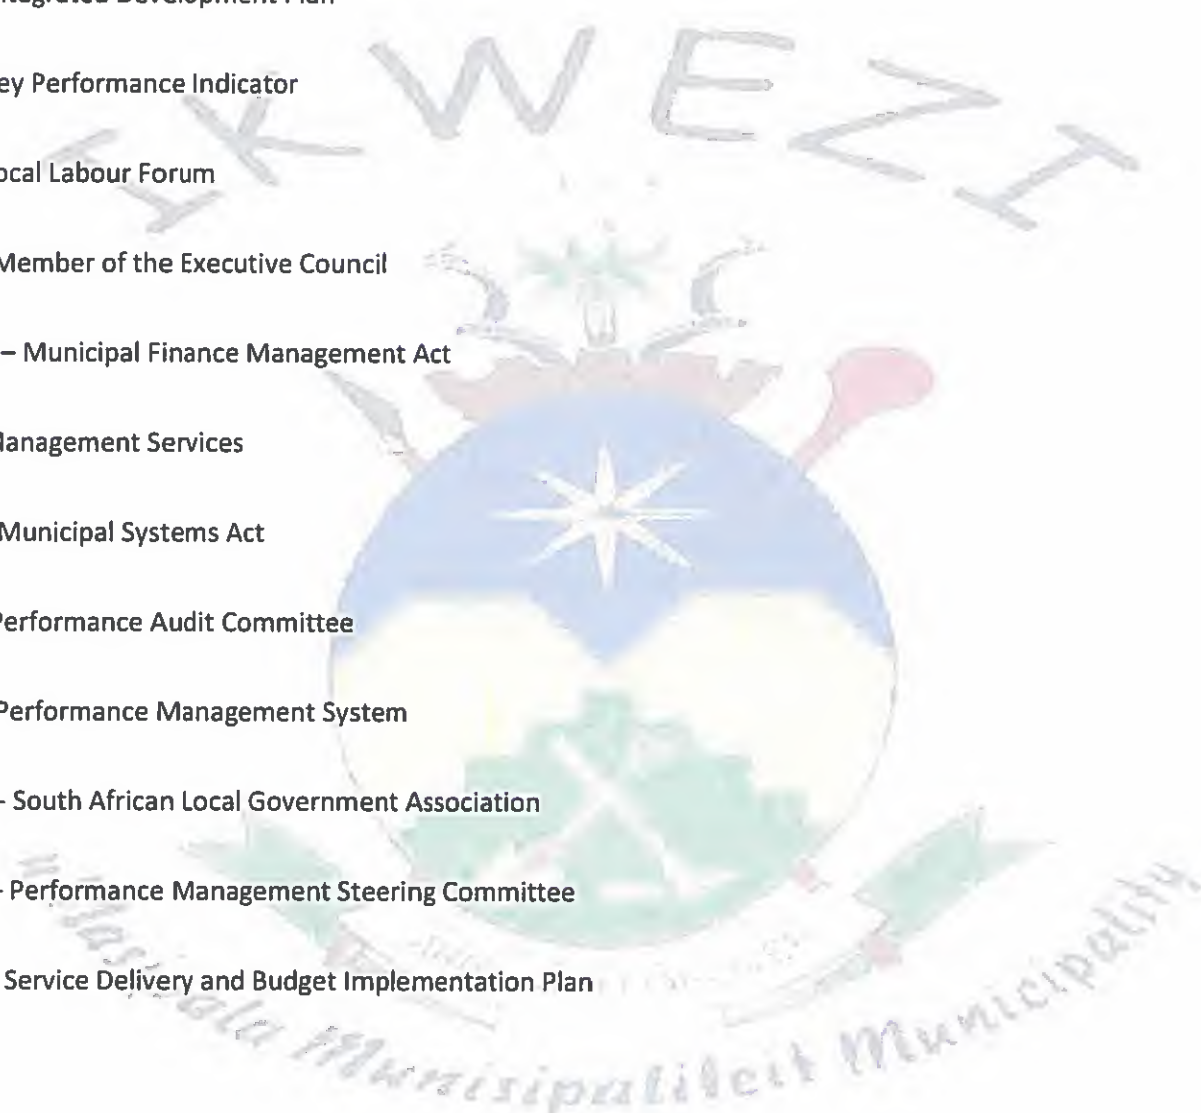 IKWEZI
ntegrated Development Plan
ey Performance Indicator
ocal Labour Forum
Member of the Executive Council
– Municipal Finance Management Act
Management Services
Municipal Systems Act
Performance Audit Committee
Performance Management System
- South African Local Government Association
- Performance Management Steering Committee
Service Delivery and Budget Implementation Plan
Munisipaliteit Municipality